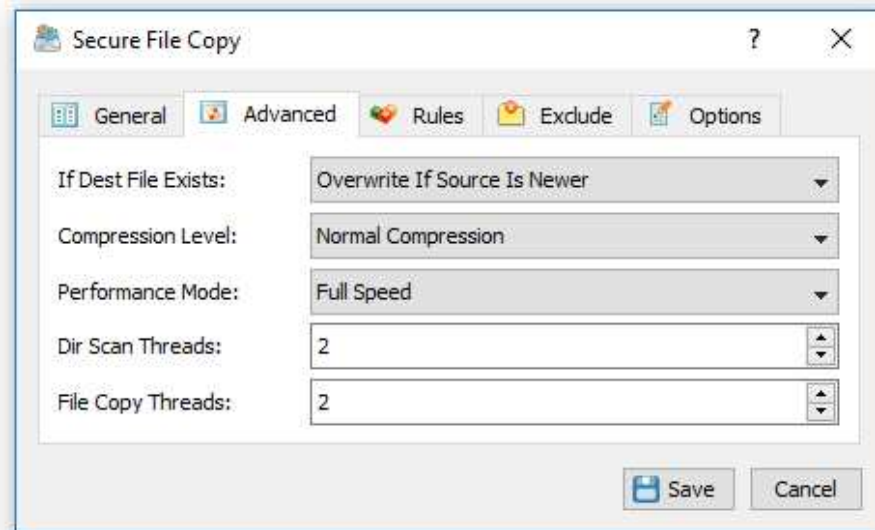 Secure File Copy ?
General Advanced Rules Exclude Options
If Dest File Exists: Overwrite If Source Is Newer
Compression Level: Normal Compression
Performance Mode: Full Speed
Dir Scan Threads: 2
File Copy Threads: 2
Save Cancel